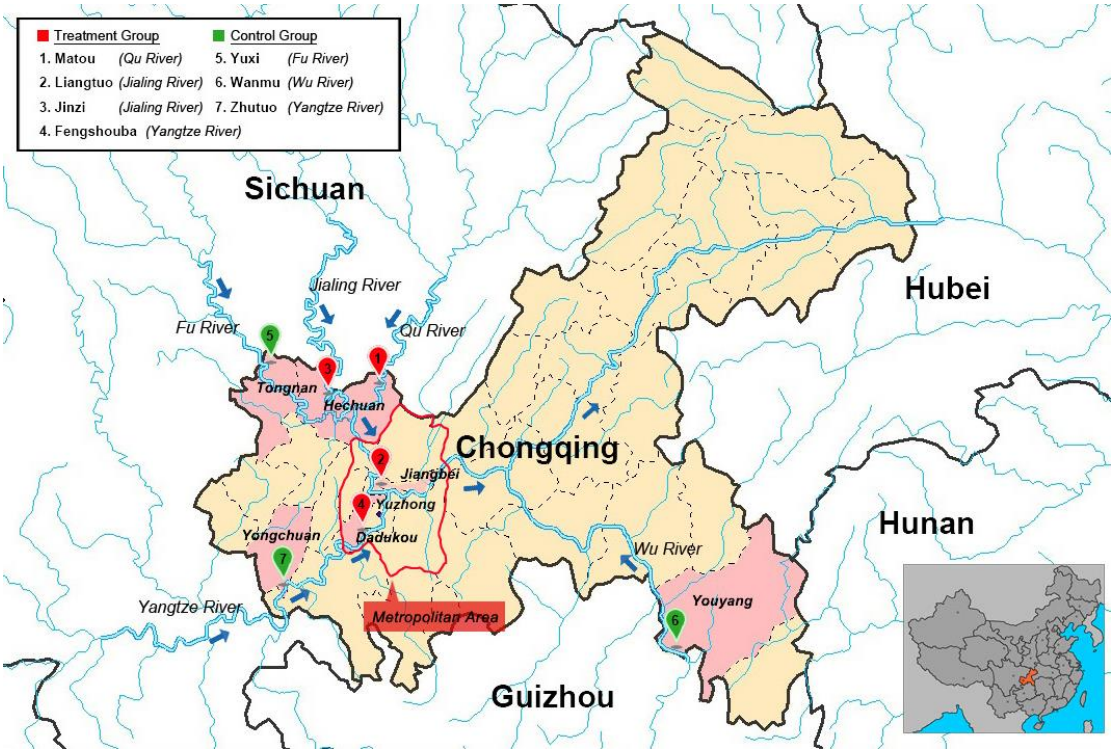 Treatment Group Control Group
1. Matou (Qu River) 5. Yuxi (Fu River)
2. Liangtuo (Jialing River) 6. Wanmu (Wu River)
3. Jinzi (Jialing River) 7. Zhutuo (Yangtze River)
4. Fengshouba (Yangtze River)
Sichuan
Hubei
Jialing River
Fu River
Qu River
5
1
3
Tongnan
Hechuan
Chongqing
2
Jiangbei
4
Yuzhong
Dadukou
Hunan
Yongchuan
7
Wu River
Yangtze River
Metropolitan Area
Youyang
6
Guizhou